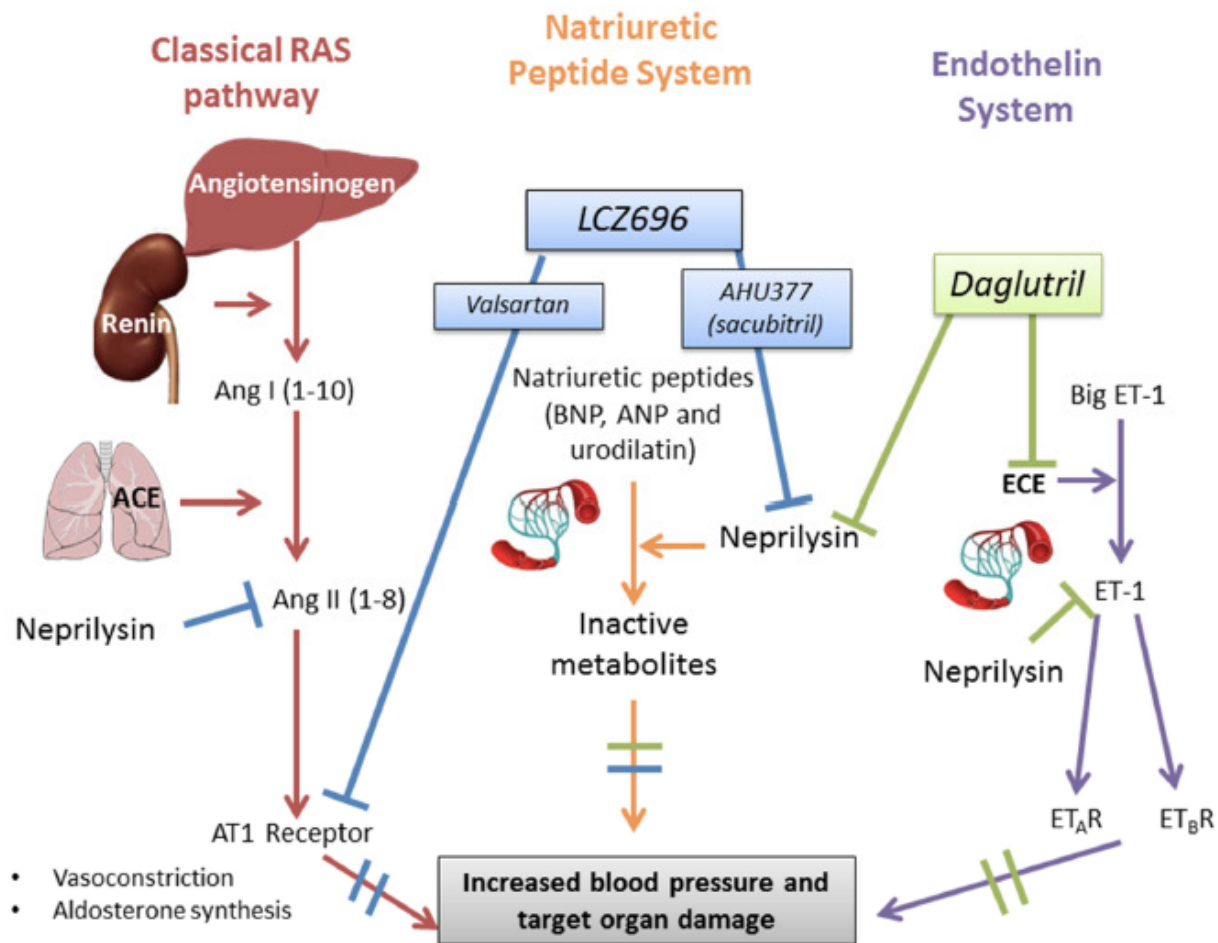 Classical RAS
pathway
Natriuretic
Peptide System
Endothelin
System
Angiotensinogen
Renin
Ang I (1-10)
ACE
Neprilysin
Ang II (1-8)
AT1 Receptor
• Vasoconstriction
• Aldosterone synthesis
LCZ696
Valsartan
AHU377
(sacubitril)
Natriuretic peptides
(BNP, ANP and
urodilatin)
Neprilysin
Inactive
metabolites
Increased blood pressure and
target organ damage
Daglutril
Big ET-1
ECE
ET-1
Neprilysin
ETAR
ETBR